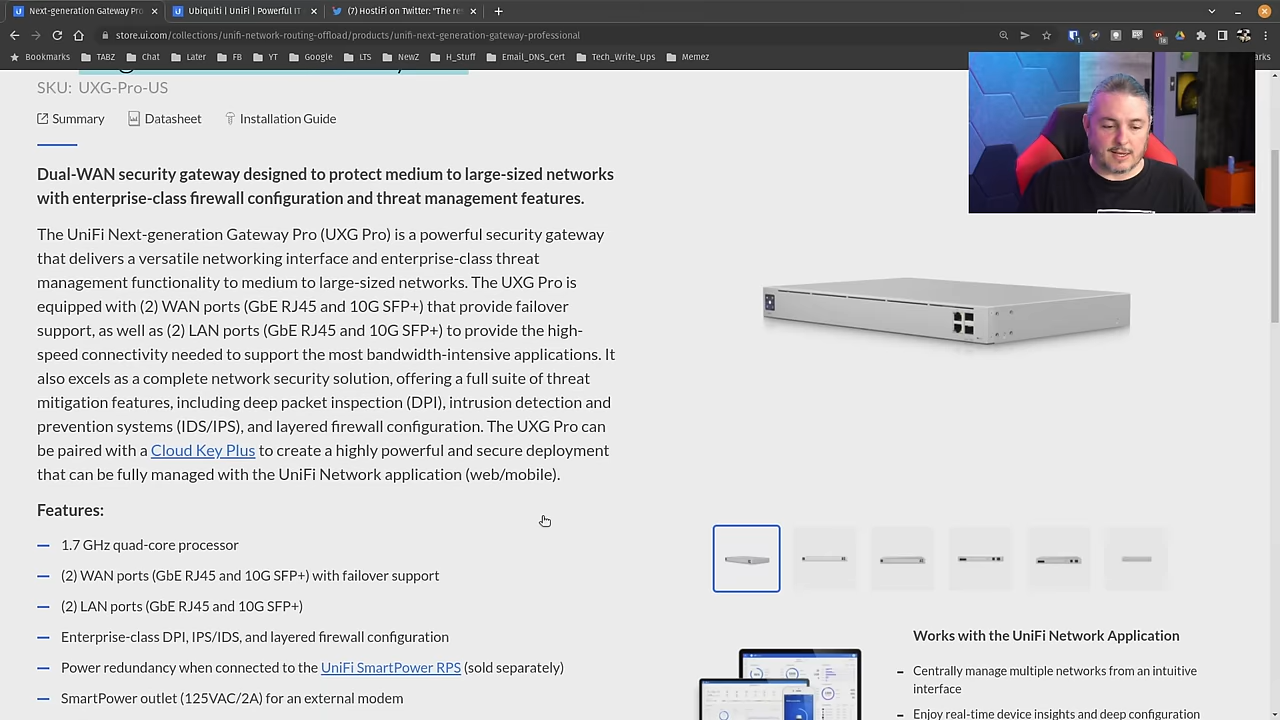 Next-generation Gateway Pro
Ubiquiti | UniFi | Powerful IT
(7) HostiFi on Twitter: "The re
store.ui.com/collections/unifi-network-routing-offload/products/unifi-next-generation-gateway-professional
Bookmarks TABZ Chat Later FB YT Google LTS NewZ H_Stuff Email_DNS_Cert Tech_Write_Ups Memez
SKU: UXG-Pro-US
Summary Datasheet Installation Guide
Dual-WAN security gateway designed to protect medium to large-sized networks
with enterprise-class firewall configuration and threat management features.
The UniFi Next-generation Gateway Pro (UXG Pro) is a powerful security gateway
that delivers a versatile networking interface and enterprise-class threat
management functionality to medium to large-sized networks. The UXG Pro is
equipped with (2) WAN ports (GbE RJ45 and 10G SFP+) that provide failover
support, as well as (2) LAN ports (GbE RJ45 and 10G SFP+) to provide the high-
speed connectivity needed to support the most bandwidth-intensive applications. It
also excels as a complete network security solution, offering a full suite of threat
mitigation features, including deep packet inspection (DPI), intrusion detection and
prevention systems (IDS/IPS), and layered firewall configuration. The UXG Pro can
be paired with a Cloud Key Plus to create a highly powerful and secure deployment
that can be fully managed with the UniFi Network application (web/mobile).
Features:
1.7 GHz quad-core processor
(2) WAN ports (GbE RJ45 and 10G SFP+) with failover support
(2) LAN ports (GbE RJ45 and 10G SFP+)
Enterprise-class DPI, IPS/IDS, and layered firewall configuration
Power redundancy when connected to the UniFi SmartPower RPS (sold separately)
SmartPower outlet (125VAC/2A) for an external modem
Works with the UniFi Network Application
Centrally manage multiple networks from an intuitive
interface
Enjoy real-time device insights and deep configuration